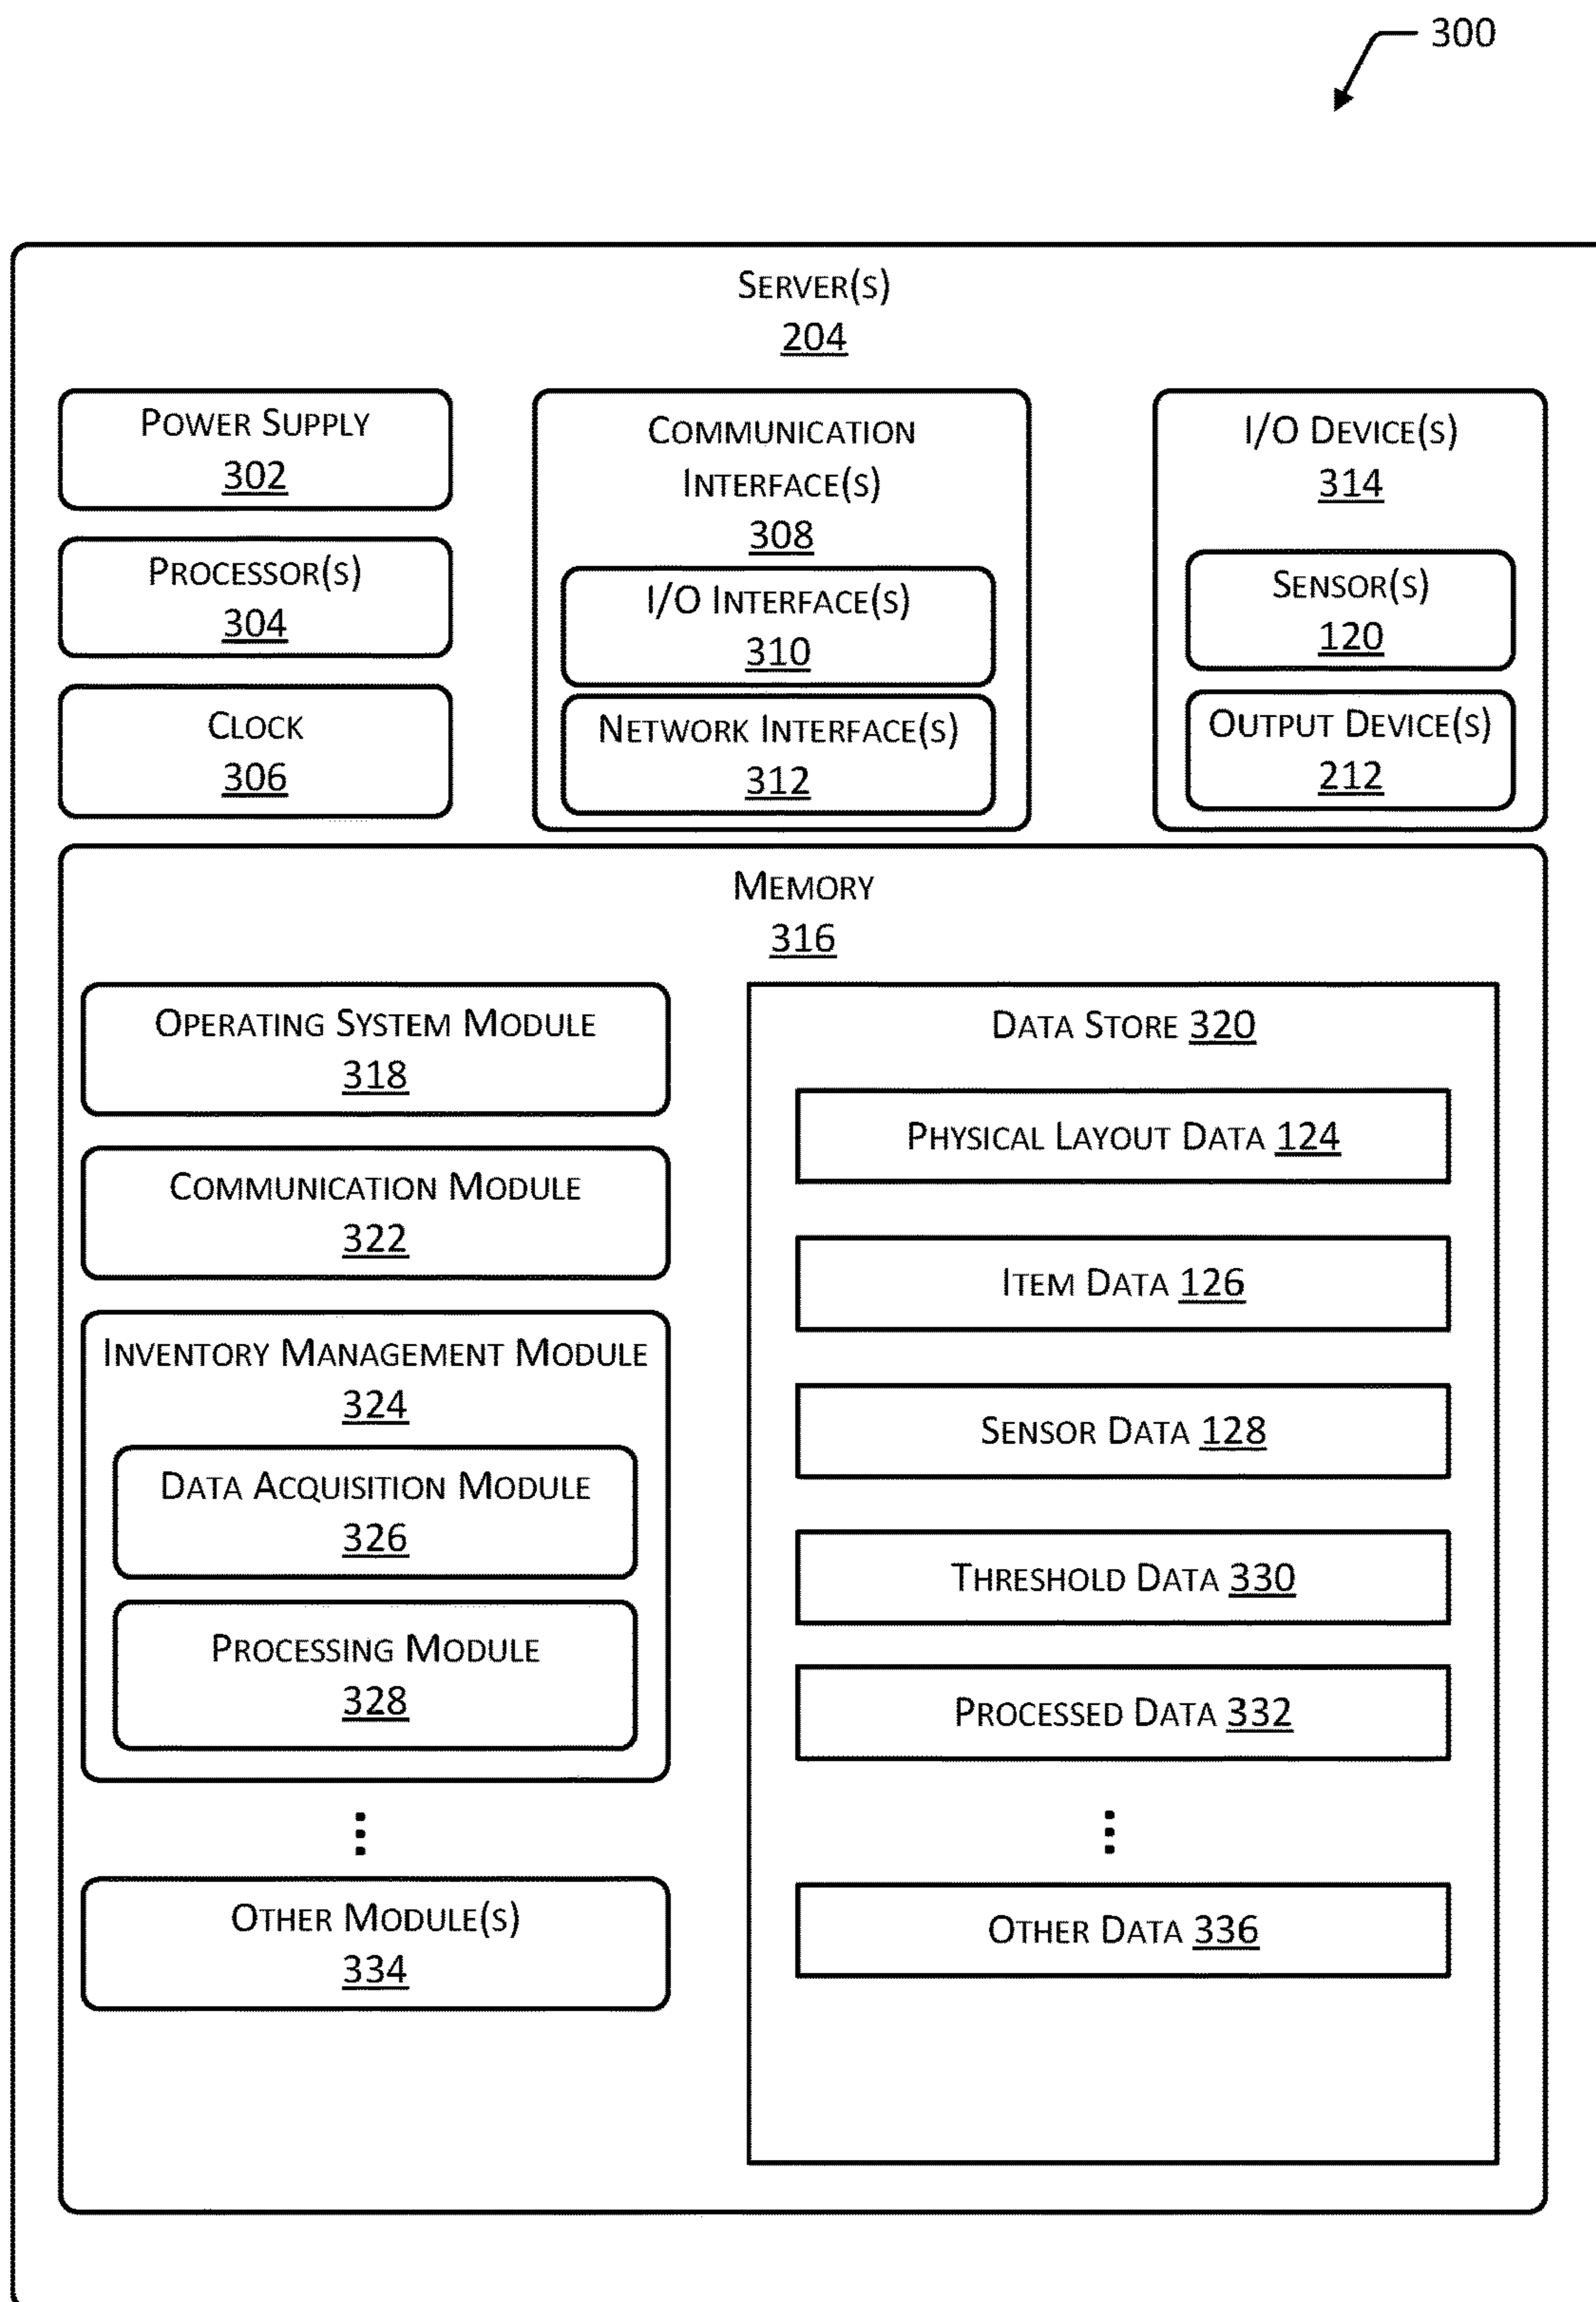 300
SERVER(S)
204
POWER SUPPLY
302
PROCESSOR(S)
304
CLOCK
306
COMMUNICATION
INTERFACE(S)
308
I/O INTERFACE(S)
310
NETWORK INTERFACE(S)
312
I/O DEVICE(S)
314
SENSOR(S)
120
OUTPUT DEVICE(S)
212
MEMORY
316
OPERATING SYSTEM MODULE
318
COMMUNICATION MODULE
322
INVENTORY MANAGEMENT MODULE
324
DATA ACQUISITION MODULE
326
PROCESSING MODULE
328
OTHER MODULE(S)
334
DATA STORE 320
PHYSICAL LAYOUT DATA 124
ITEM DATA 126
SENSOR DATA 128
THRESHOLD DATA 330
PROCESSED DATA 332
OTHER DATA 336